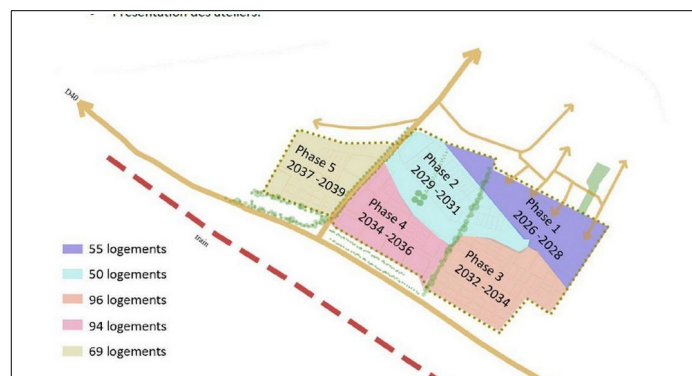 Présentation des ateliers.
D40
train
Phase 5
2037 -2039
Phase 2
2029 -2031
Phase 1
2026 -2028
Phase 4
2034 -2036
Phase 3
2032 -2034
55 logements
50 logements
96 logements
94 logements
69 logements